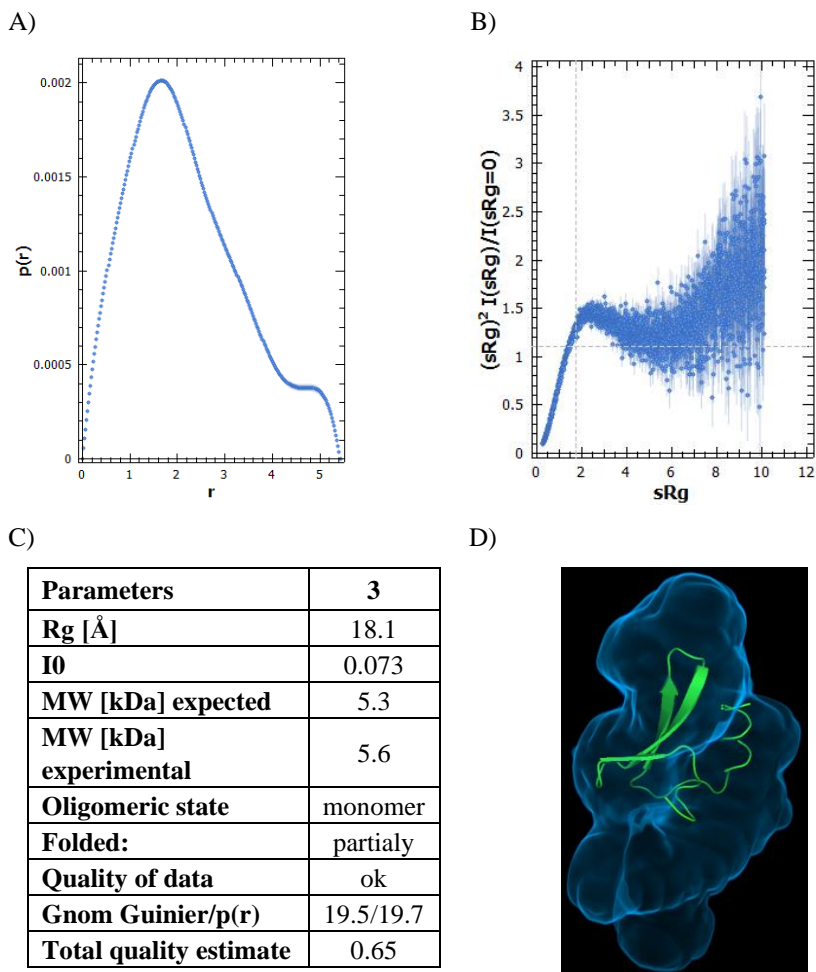 A)
B)
0.002
0.0015
0.001
0.0005
0
p(r)
0 1 2 3 4 5
r
4
3.5
3
2.5
2
1.5
1
0.5
0
(sRg)² I(sRg)/I(sRg=0)
0 2 4 6 8 10 12
sRg
C)
D)
Parameters 3
Rg [Å] 18.1
I0 0.073
MW [kDa] expected 5.3
MW [kDa]
experimental 5.6
Oligomeric state monomer
Folded: partialy
Quality of data ok
Gnom Guinier/p(r) 19.5/19.7
Total quality estimate 0.65